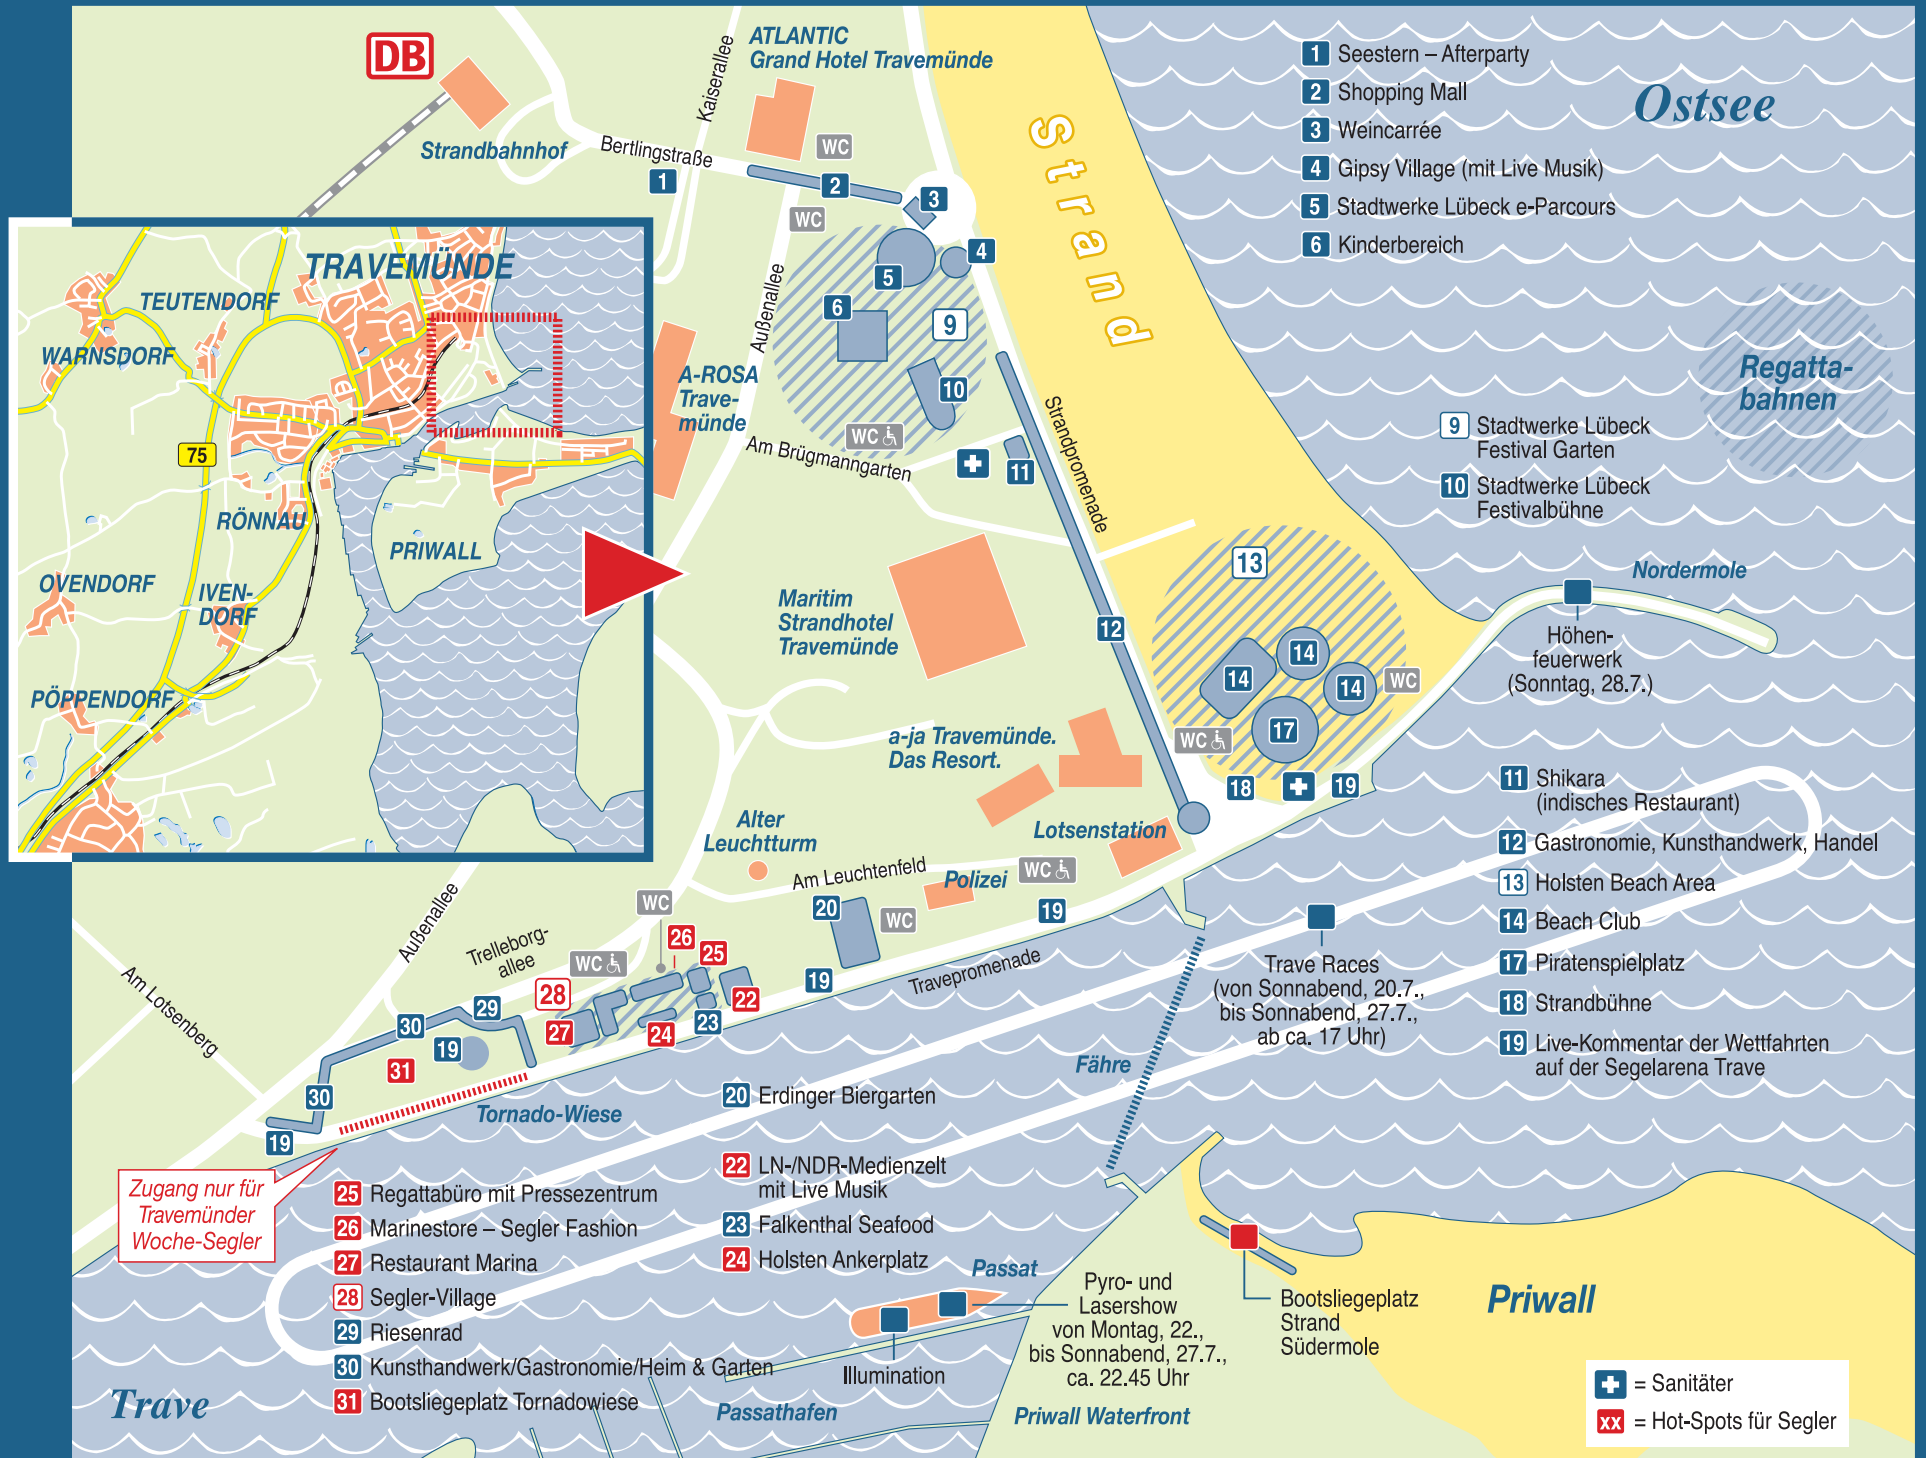 DB
Strandbahnhof
ATLANTIC
Grand Hotel Travemünde
Kaiserallee
Bertlingstraße
WC
WC
1
2
3
4
5
6
9
10
11
12
Strand
Ostsee
1 Seestern – Afterparty
2 Shopping Mall
3 Weincarrée
4 Gipsy Village (mit Live Musik)
5 Stadtwerke Lübeck e-Parcours
6 Kinderbereich
Regatta-
bahnen
9 Stadtwerke Lübeck
Festival Garten
10 Stadtwerke Lübeck
Festivalbühne
TRAVEMÜNDE
TEUTENDORF
WARNSDORF
75
RÖNNAU
PRIWALL
OVENDORF
IVEN-
DORF
PÖPPENDORF
Außenallee
A-ROSA
Trave-
münde
WC
Am Brügmanngarten
Strandpromenade
Maritim
Strandhotel
Travemünde
13
14
14
14
17
WC
WC
18
19
Nordermole
Höhen-
feuerwerk
(Sonntag, 28.7.)
a-ja Travemünde.
Das Resort.
Lotsenstation
Alter
Leuchtturm
Am Leuchtenfeld
Polizei
WC
20
WC
19
19
Travepromenade
11 Shikara
(indisches Restaurant)
12 Gastronomie, Kunsthandwerk, Handel
13 Holsten Beach Area
14 Beach Club
17 Piratenspielplatz
18 Strandbühne
19 Live-Kommentar der Wettfahrten
auf der Segelarena Trave
Trave Races
(von Sonnabend, 20.7.,
bis Sonnabend, 27.7.,
ab ca. 17 Uhr)
Fähre
Außenallee
Am Lotsenberg
Trelleborg-
allee
WC
WC
26
25
28
22
29
27
24
23
30
19
31
30
19
Tornado-Wiese
Zugang nur für
Travemünder
Woche-Segler
20 Erdinger Biergarten
22 LN-/NDR-Medienzelt
mit Live Musik
23 Falkenthal Seafood
24 Holsten Ankerplatz
25 Regattabüro mit Pressezentrum
26 Marinestore – Segler Fashion
27 Restaurant Marina
28 Segler-Village
29 Riesenrad
30 Kunsthandwerk/Gastronomie/Heim & Garten
31 Bootsliegeplatz Tornadowiese
Trave
Passat
Illumination
Pyro- und
Lasershow
von Montag, 22.,
bis Sonnabend, 27.7.,
ca. 22.45 Uhr
Passathafen
Priwall Waterfront
Bootsliegeplatz
Strand
Südermole
Priwall
= Sanitäter
xx = Hot-Spots für Segler